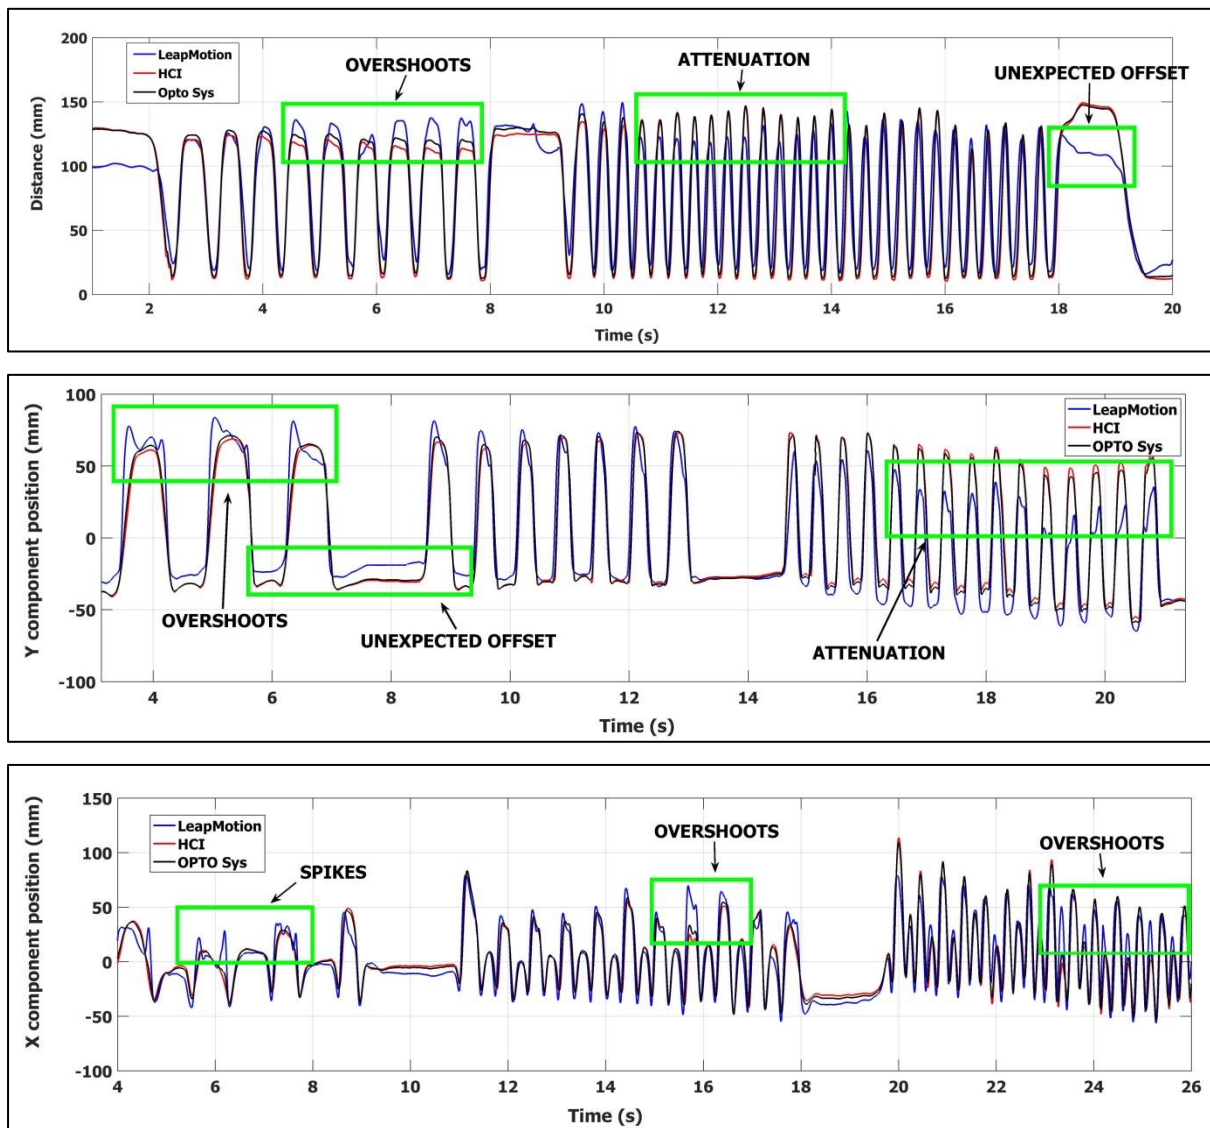 200
150
100
50
0
Distance (mm)
LeapMotion
HCI
Opto Sys
OVERSHOOTS
ATTENUATION
UNEXPECTED OFFSET
2 4 6 8 10 12 14 16 18 20
Time (s)
100
50
0
-50
-100
Y component position (mm)
LeapMotion
HCI
OPTO Sys
OVERSHOOTS
UNEXPECTED OFFSET
ATTENUATION
4 6 8 10 12 14 16 18 20
Time (s)
150
100
50
0
-50
-100
X component position (mm)
LeapMotion
HCI
OPTO Sys
SPIKES
OVERSHOOTS
OVERSHOOTS
4 6 8 10 12 14 16 18 20 22 24 26
Time (s)